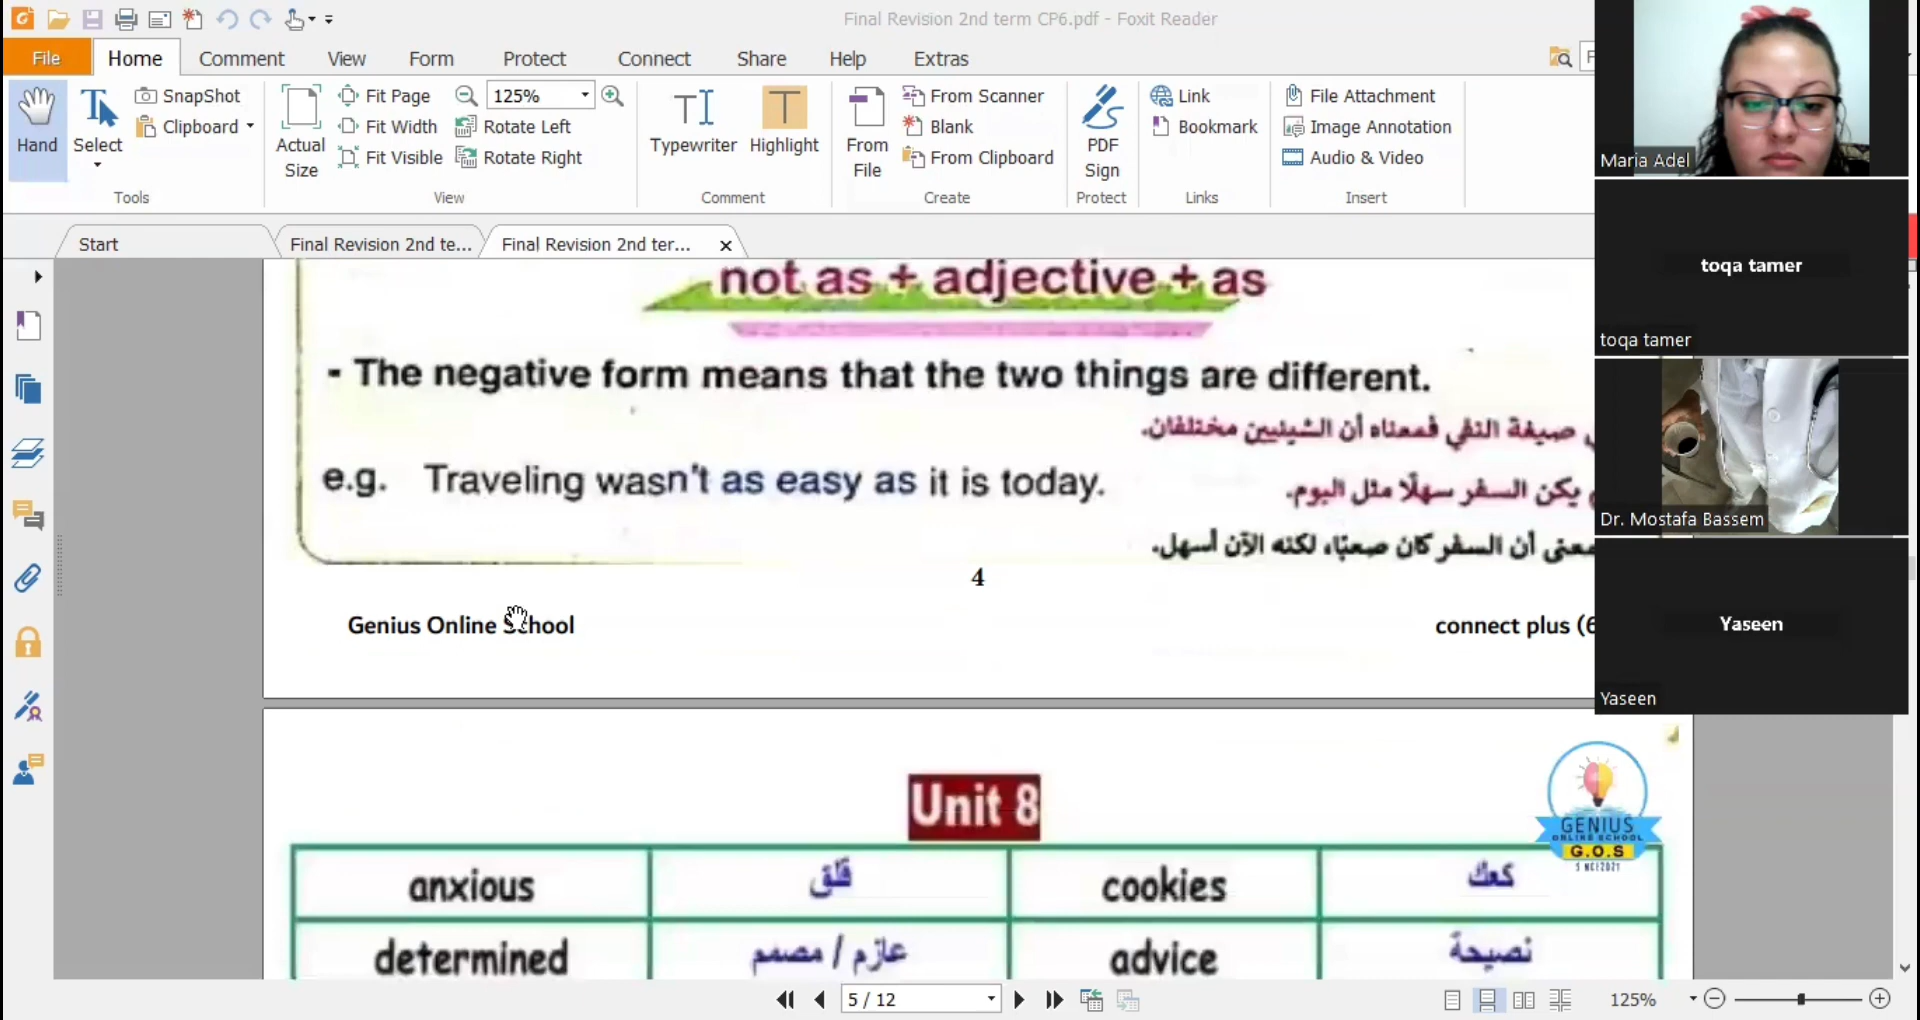 Final Revision 2nd term CP6.pdf - Foxit Reader
File Home Comment View Form Protect Connect Share Help Extras
Hand
Select
SnapShot
Clipboard
Tools
Actual Size
Fit Page
Fit Width
Fit Visible
125%
Rotate Left
Rotate Right
View
Typewriter
Highlight
Comment
From File
From Scanner
Blank
From Clipboard
Create
PDF Sign
Protect
Link
Bookmark
Links
File Attachment
Image Annotation
Audio & Video
Insert
Start
Final Revision 2nd te...
Final Revision 2nd ter...
not as + adjective + as
- The negative form means that the two things are different.
صيغة النفي فمعناه أن الشيئيين مختلفان.
e.g. Traveling wasn't as easy as it is today.
يكن السفر سهلًا مثل اليوم.
أن السفر كان صعبًا، لكنه الآن أسهل.
4
Genius Online School
connect plus (6
Unit 8
GENIUS
ONLINE SCHOOL
G.O.S
SINCE2021
anxious قَلَق cookies كعك
determined عازم / مصمم advice نصيحة
5 / 12
125%
Maria Adel
toqa tamer
toqa tamer
Dr. Mostafa Bassem
Yaseen
Yaseen